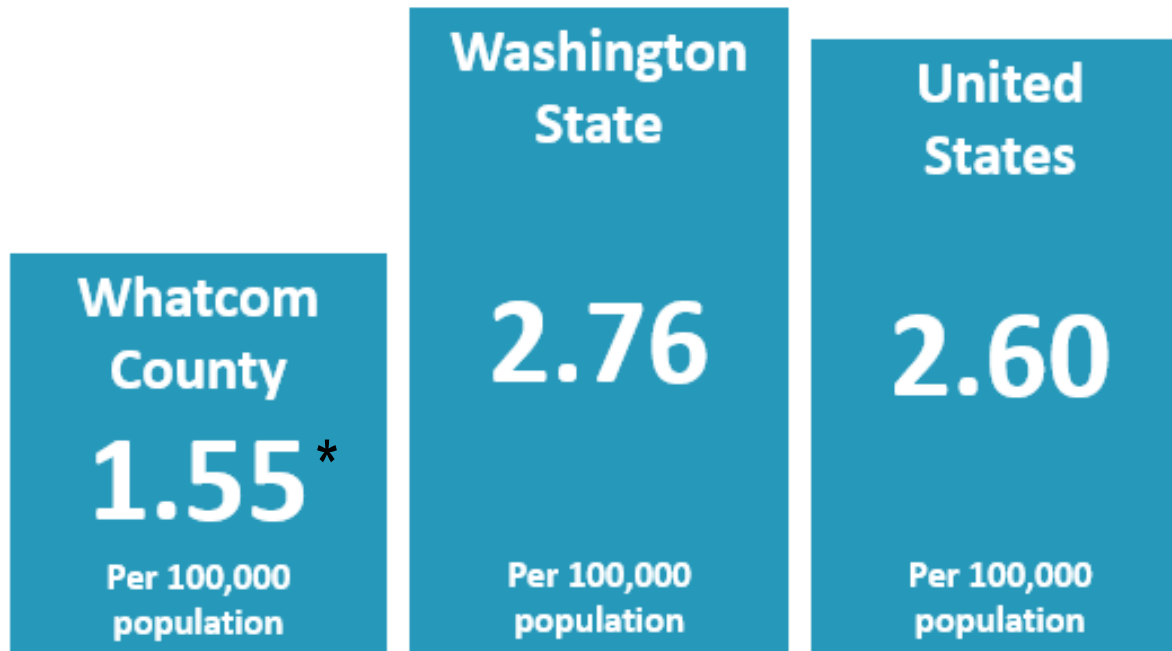 Whatcom
County
1.55*
Per 100,000
population
Washington
State
2.76
Per 100,000
population
United
States
2.60
Per 100,000
population